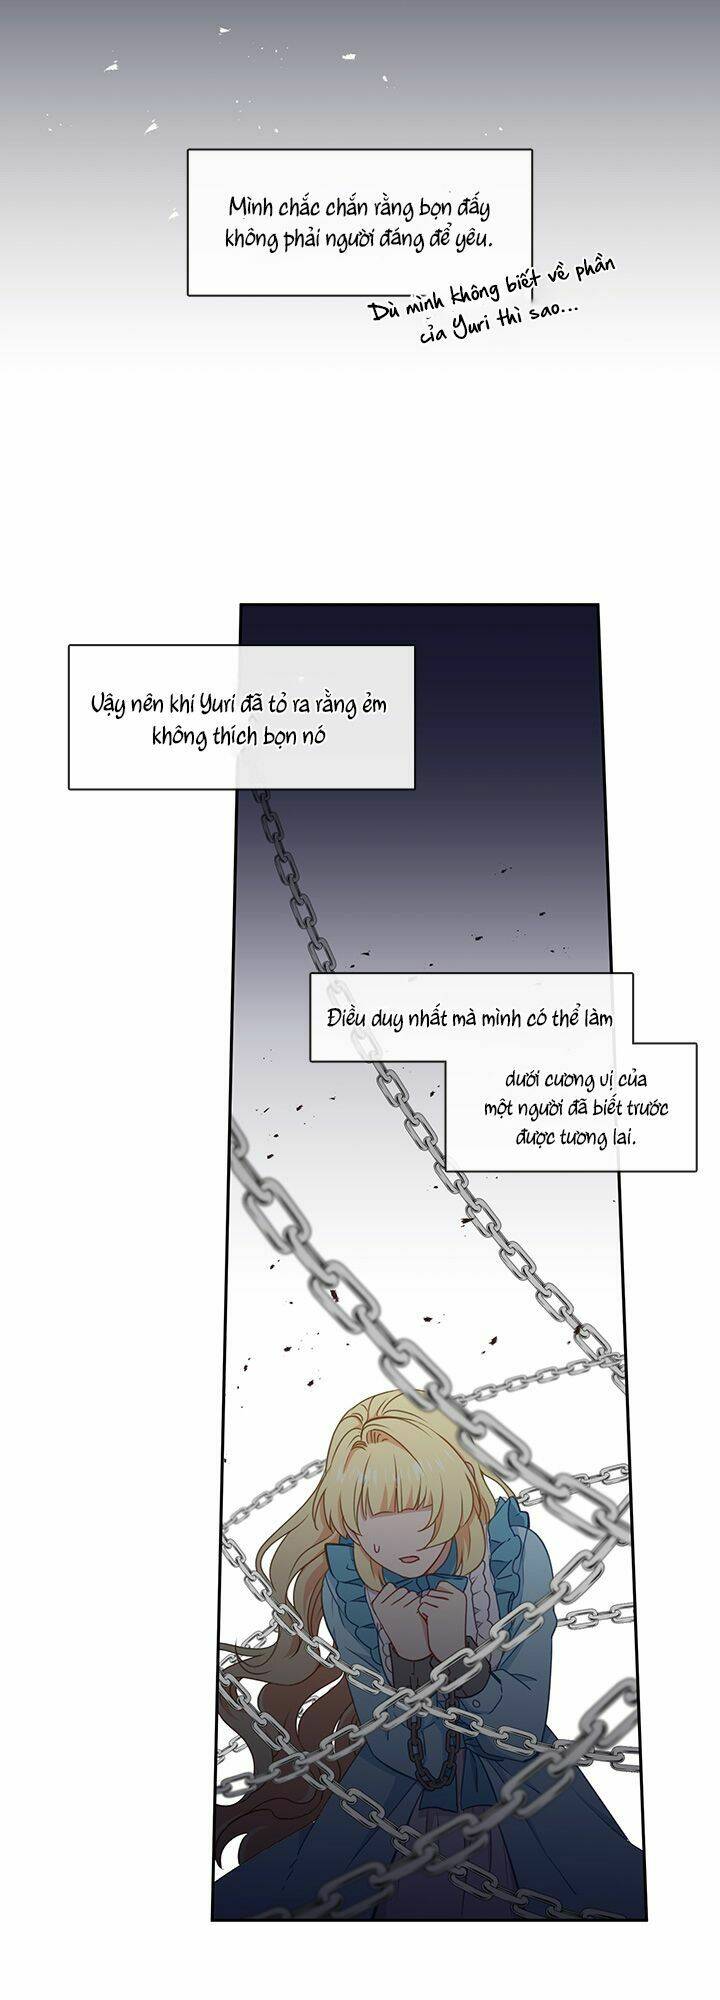 Mình chắc chắn rằng bọn đấy
không phải người đáng để yêu.
Dù mình không biết về phần
của Yuri thì sao...
Vậy nên khi Yuri đã tỏ ra rằng ẻm
không thích bọn nó
Điều duy nhất mà mình có thể làm
dưới cương vị của
một người đã biết trước
được tương lai.